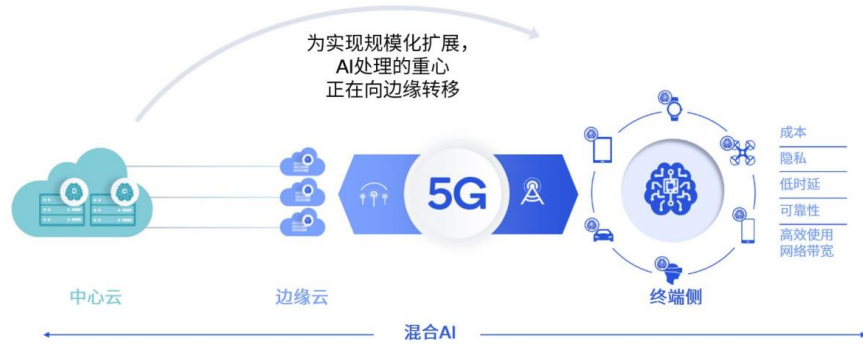 为实现规模化扩展，
AI处理的重心
正在向边缘转移
5G
成本
隐私
低时延
可靠性
高效使用
网络带宽
中心云
边缘云
终端侧
混合AI